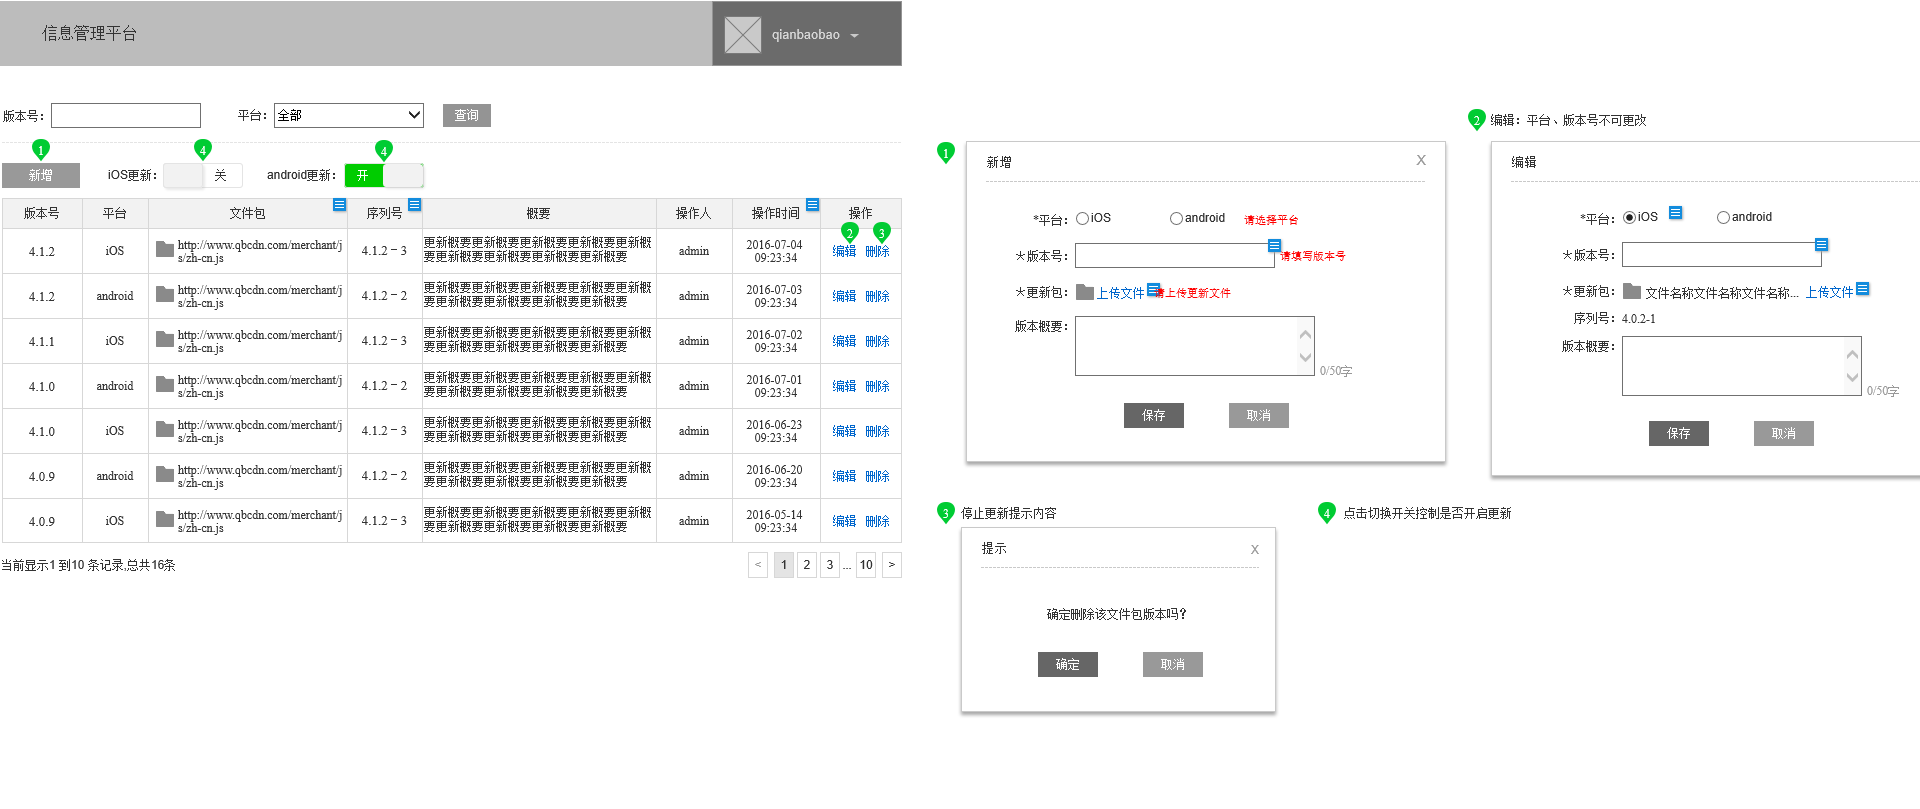 信息管理平台
qianbaobao
版本号：
平台：
全部
查询
1
4
4
新增
iOS更新：
关
android更新：
开
版本号 平台 文件包 序列号 概要 操作人 操作时间 操作
2
3
4.1.2 iOS http://www.qbcdn.com/merchant/j
s/zh-cn.js
4.1.2－3
更新概要更新概要更新概要更新概要更新概
要更新概要更新概要更新概要更新概要
admin
2016-07-04
09:23:34
编辑 删除
4.1.2 android http://www.qbcdn.com/merchant/j
s/zh-cn.js
4.1.2－2
更新概要更新概要更新概要更新概要更新概
要更新概要更新概要更新概要更新概要
admin
2016-07-03
09:23:34
编辑 删除
4.1.1 iOS http://www.qbcdn.com/merchant/j
s/zh-cn.js
4.1.2－3
更新概要更新概要更新概要更新概要更新概
要更新概要更新概要更新概要更新概要
admin
2016-07-02
09:23:34
编辑 删除
4.1.0 android http://www.qbcdn.com/merchant/j
s/zh-cn.js
4.1.2－2
更新概要更新概要更新概要更新概要更新概
要更新概要更新概要更新概要更新概要
admin
2016-07-01
09:23:34
编辑 删除
4.1.0 iOS http://www.qbcdn.com/merchant/j
s/zh-cn.js
4.1.2－3
更新概要更新概要更新概要更新概要更新概
要更新概要更新概要更新概要更新概要
admin
2016-06-23
09:23:34
编辑 删除
4.0.9 android http://www.qbcdn.com/merchant/j
s/zh-cn.js
4.1.2－2
更新概要更新概要更新概要更新概要更新概
要更新概要更新概要更新概要更新概要
admin
2016-06-20
09:23:34
编辑 删除
4.0.9 iOS http://www.qbcdn.com/merchant/j
s/zh-cn.js
4.1.2－3
更新概要更新概要更新概要更新概要更新概
要更新概要更新概要更新概要更新概要
admin
2016-05-14
09:23:34
编辑 删除
当前显示1 到10 条记录,总共16条
< 1 2 3 ... 10 >
1
新增 X
*平台： iOS android 请选择平台
＊版本号： 请填写版本号
＊更新包： 上传文件 请上传更新文件
版本概要：
0/50字
保存 取消
2 编辑：平台、版本号不可更改
编辑
*平台： iOS android
＊版本号：
＊更新包： 文件名称文件名称文件名称... 上传文件
序列号：4.0.2-1
版本概要：
0/50字
保存 取消
3 停止更新提示内容
提示 X
确定删除该文件包版本吗？
确定 取消
4 点击切换开关控制是否开启更新